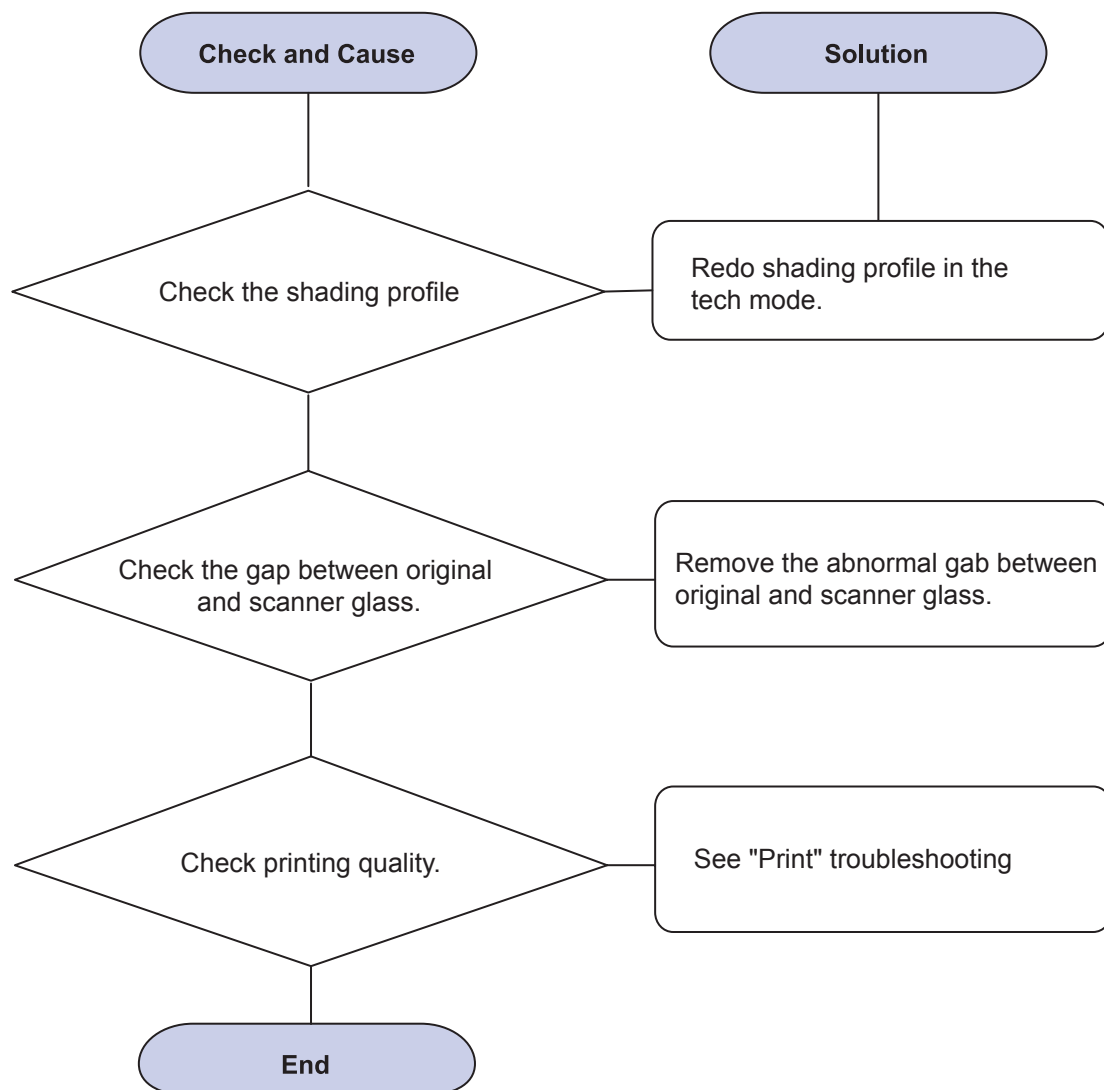 Check and Cause
Solution
Check the shading profile
Redo shading profile in the
tech mode.
Check the gap between original
and scanner glass.
Remove the abnormal gab between
original and scanner glass.
Check printing quality.
See "Print" troubleshooting
End